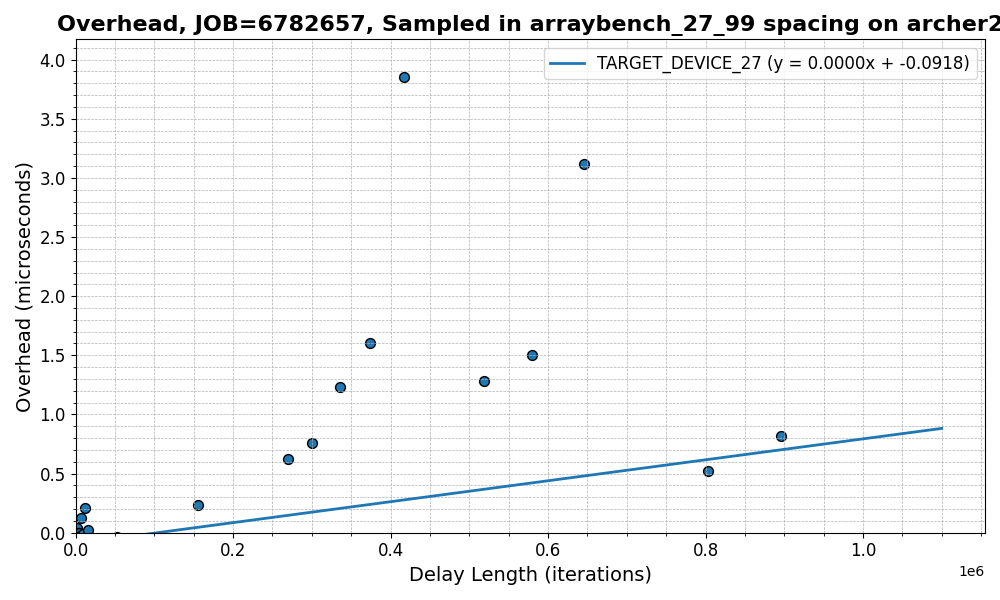 Overhead, JOB=6782657, Sampled in arraybench_27_99 spacing on archer2
TARGET_DEVICE_27 (y = 0.0000x + -0.0918)
Overhead (microseconds)
4.0
3.5
3.0
2.5
2.0
1.5
1.0
0.5
0.0
0.0 0.2 0.4 0.6 0.8 1.0
1e6
Delay Length (iterations)